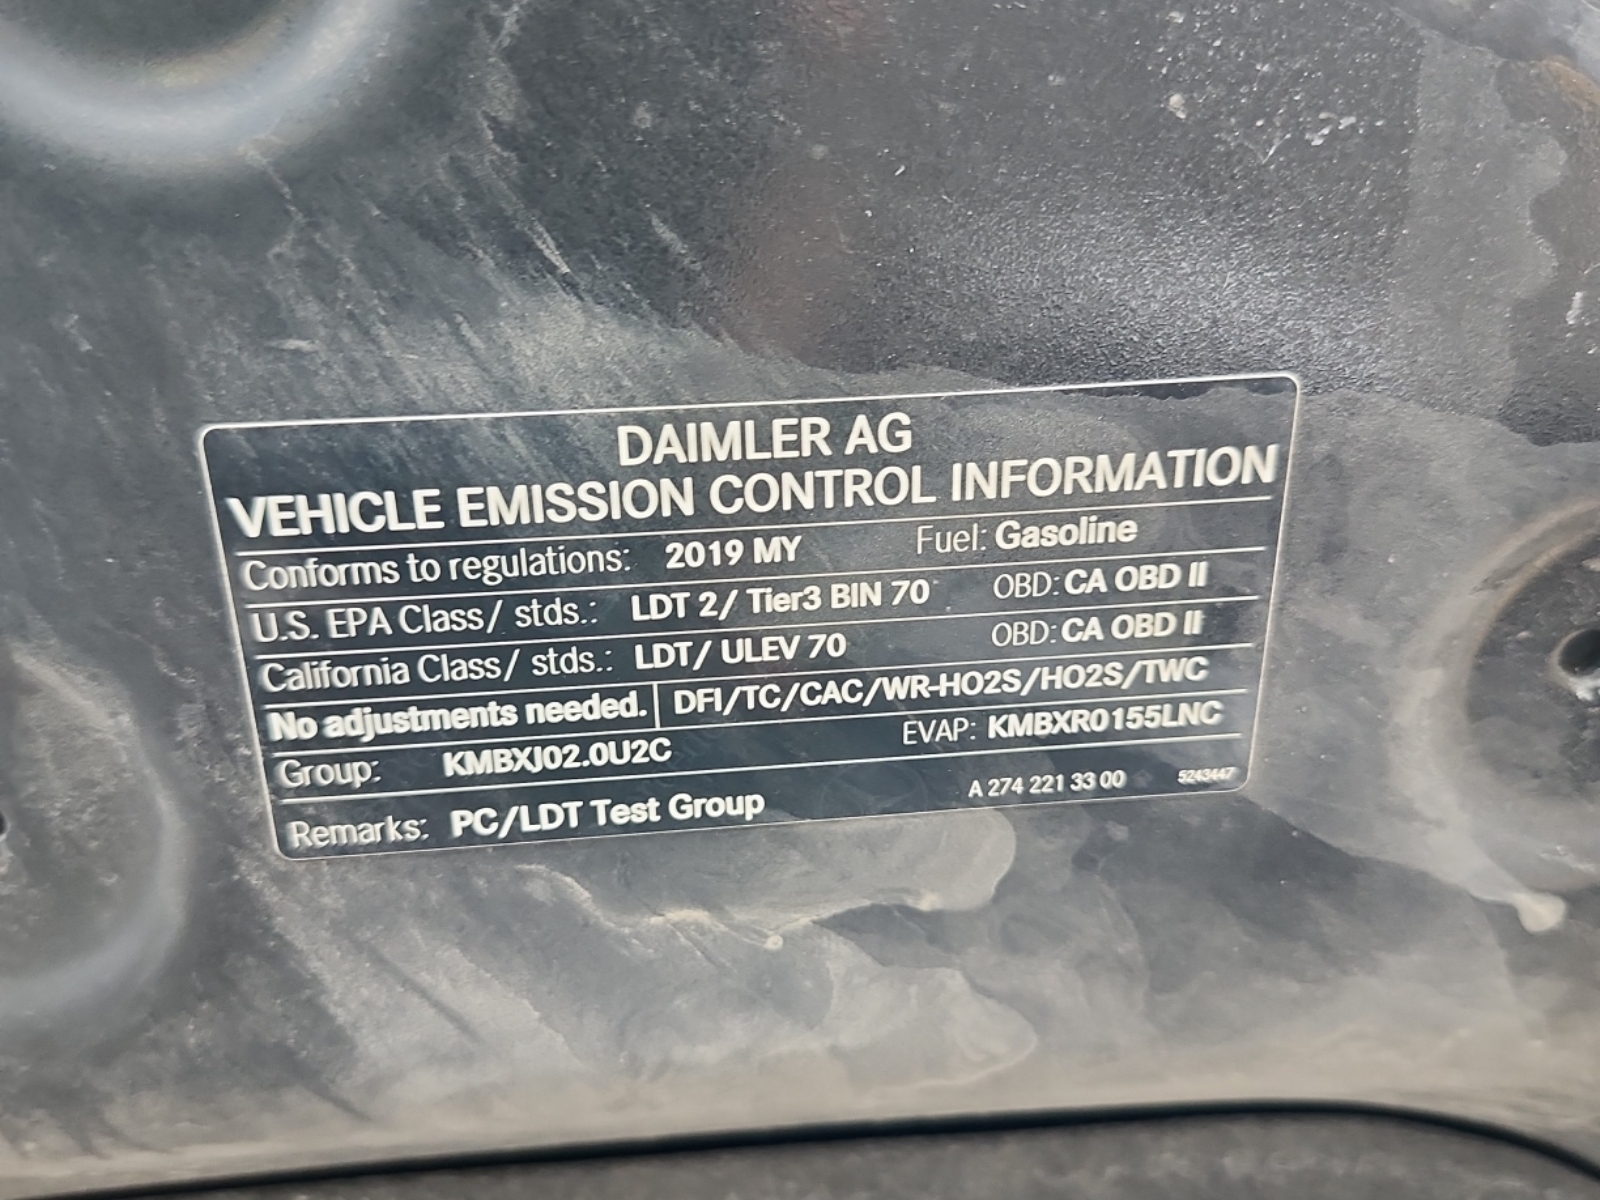 DAIMLER AG
VEHICLE EMISSION CONTROL INFORMATION
Conforms to regulations: 2019 MY Fuel: Gasoline
U.S. EPA Class/ stds.: LDT 2/ Tier3 BIN 70 OBD: CA OBD II
California Class/ stds.: LDT/ ULEV 70 OBD: CA OBD II
No adjustments needed. DFI/TC/CAC/WR-HO2S/HO2S/TWC
Group: KMBXJ02.0U2C EVAP: KMBXR0155LNC
Remarks: PC/LDT Test Group A 274 221 33 00 5243447